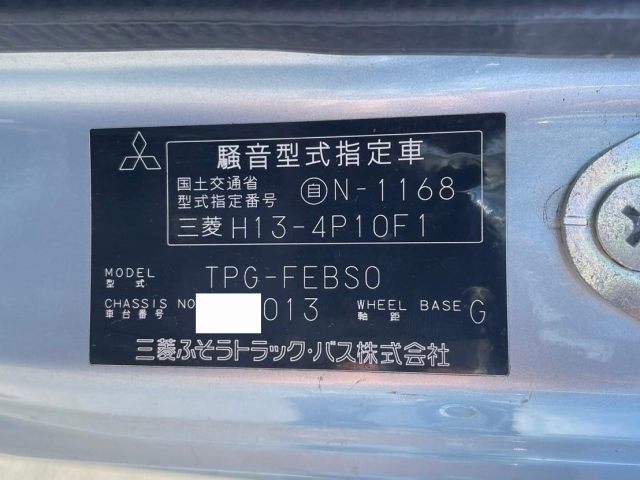 騒音型式指定車
国土交通省
型式指定番号 自N-1168
三菱 H13-4P10F1
MODEL 型式 TPG-FEBS0
CHASSIS NO 車台番号 013 WHEEL BASE 軸距 G
三菱ふそうトラック・バス株式会社